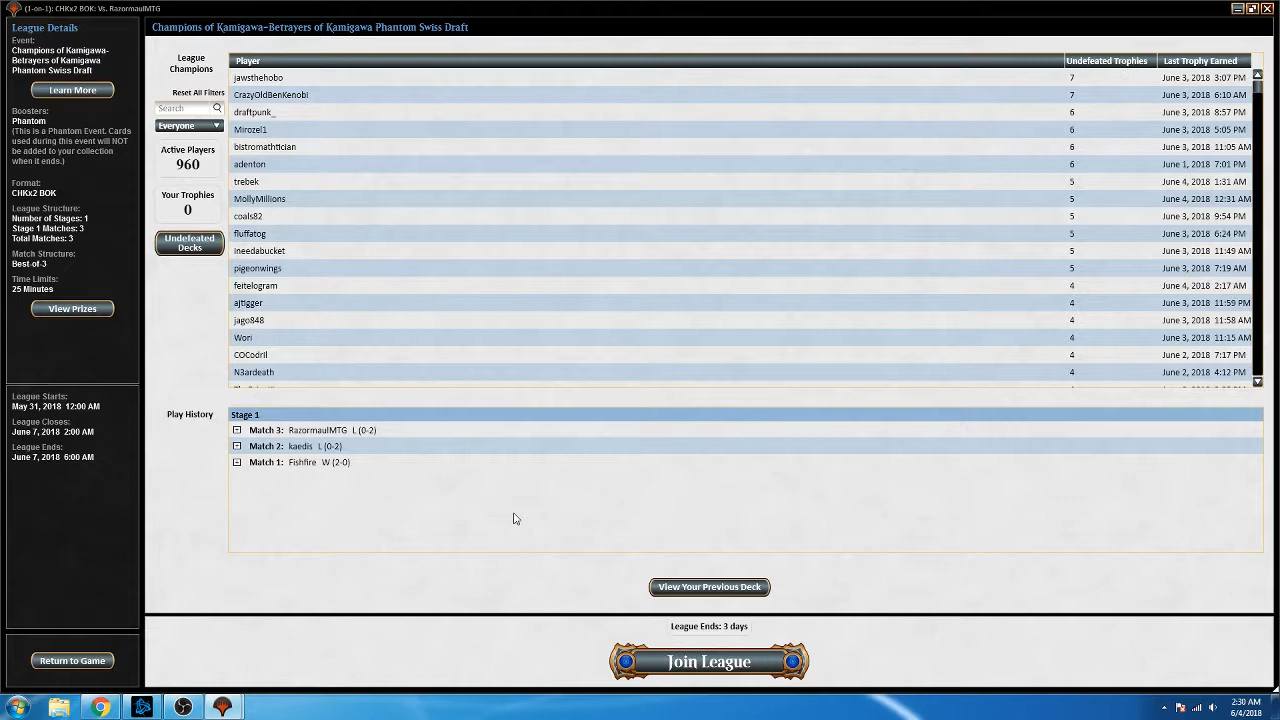 (1-on-1): CHKx2 BOK: Vs. RazormaulMTG
League Details
Event:
Champions of Kamigawa-
Betrayers of Kamigawa
Phantom Swiss Draft
Learn More
Boosters:
Phantom
(This is a Phantom Event. Cards
used during this event will NOT
be added to your collection
when it ends.)
Format:
CHKx2 BOK
League Structure:
Number of Stages: 1
Stage 1 Matches: 3
Total Matches: 3
Match Structure:
Best-of-3
Time Limits:
25 Minutes
View Prizes
League Starts:
May 31, 2018 12:00 AM
League Closes:
June 7, 2018 2:00 AM
League Ends:
June 7, 2018 6:00 AM
Return to Game
Champions of Kamigawa-Betrayers of Kamigawa Phantom Swiss Draft
League
Champions
Reset All Filters
Search
Everyone
Active Players
960
Your Trophies
0
Undefeated
Decks
Player Undefeated Trophies Last Trophy Earned
jawsthehobo 7 June 3, 2018 3:07 PM
CrazyOldBenKenobi 7 June 3, 2018 6:10 AM
draftpunk_ 6 June 3, 2018 8:57 PM
Mirozel1 6 June 3, 2018 5:05 PM
bistromathtician 6 June 3, 2018 11:05 AM
adenton 6 June 1, 2018 7:01 PM
trebek 5 June 4, 2018 1:31 AM
MollyMillions 5 June 4, 2018 12:31 AM
coals82 5 June 3, 2018 9:54 PM
fluffatog 5 June 3, 2018 6:24 PM
ineedabucket 5 June 3, 2018 11:49 AM
pigeonwings 5 June 3, 2018 7:19 AM
feitelogram 4 June 4, 2018 2:17 AM
ajtigger 4 June 3, 2018 11:59 PM
jago848 4 June 3, 2018 11:58 AM
Wori 4 June 3, 2018 11:15 AM
COCodril 4 June 2, 2018 7:17 PM
N3ardeath 4 June 2, 2018 4:12 PM
Play History
Stage 1
Match 3: RazormaulMTG L (0-2)
Match 2: kaedis L (0-2)
Match 1: Fishfire W (2-0)
View Your Previous Deck
League Ends: 3 days
Join League
2:30 AM
6/4/2018